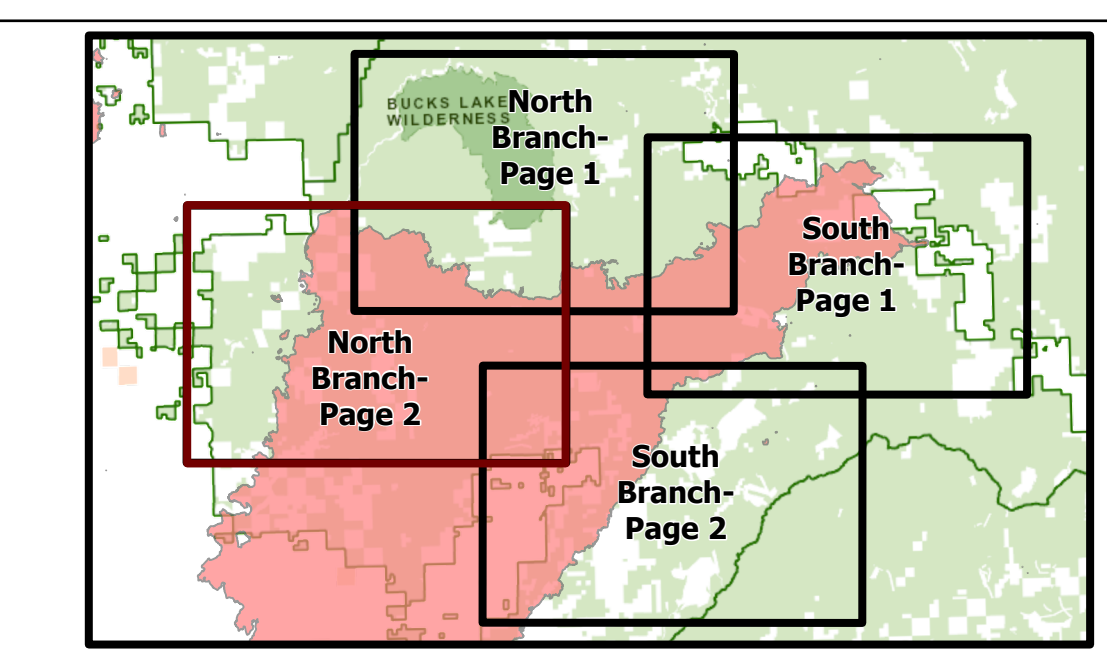 BUCKS LAKE
WILDERNESS
North
Branch-
Page 1
South
Branch-
Page 1
North
Branch-
Page 2
South
Branch-
Page 2